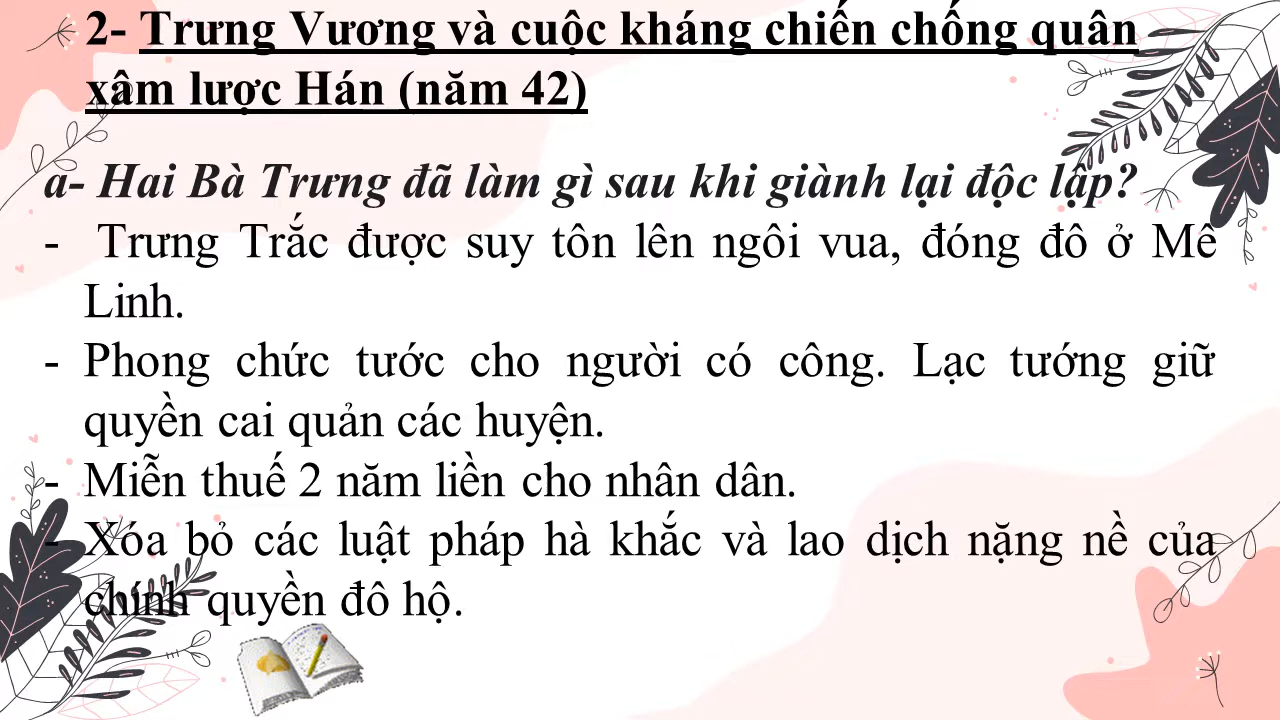 2- Trưng Vương và cuộc kháng chiến chống quân
xâm lược Hán (năm 42)
a- Hai Bà Trưng đã làm gì sau khi giành lại độc lập?
- Trưng Trắc được suy tôn lên ngôi vua, đóng đô ở Mê
Linh.
- Phong chức tước cho người có công. Lạc tướng giữ
quyền cai quản các huyện.
- Miễn thuế 2 năm liền cho nhân dân.
- Xóa bỏ các luật pháp hà khắc và lao dịch nặng nề của
chính quyền đô hộ.